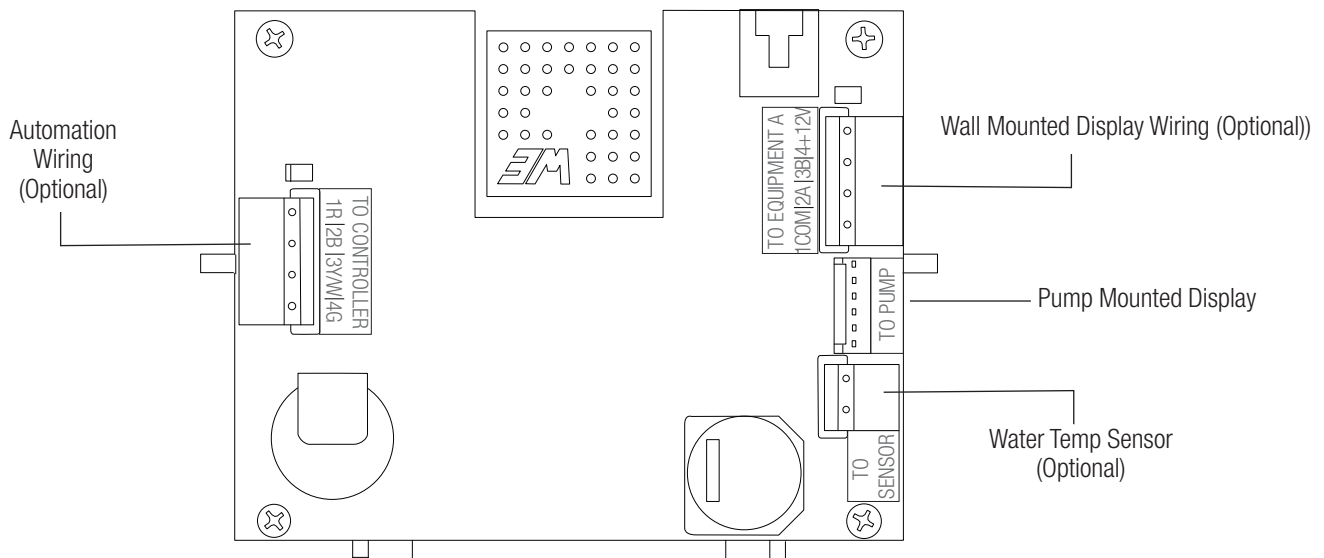 Automation
Wiring
(Optional)
TO CONTROLLER
1R|2B|3Y/W|4G
TO EQUIPMENT A
1COM|2A|3B|4+12V
Wall Mounted Display Wiring (Optional))
TO PUMP
Pump Mounted Display
Water Temp Sensor
(Optional)
TO
SENSOR